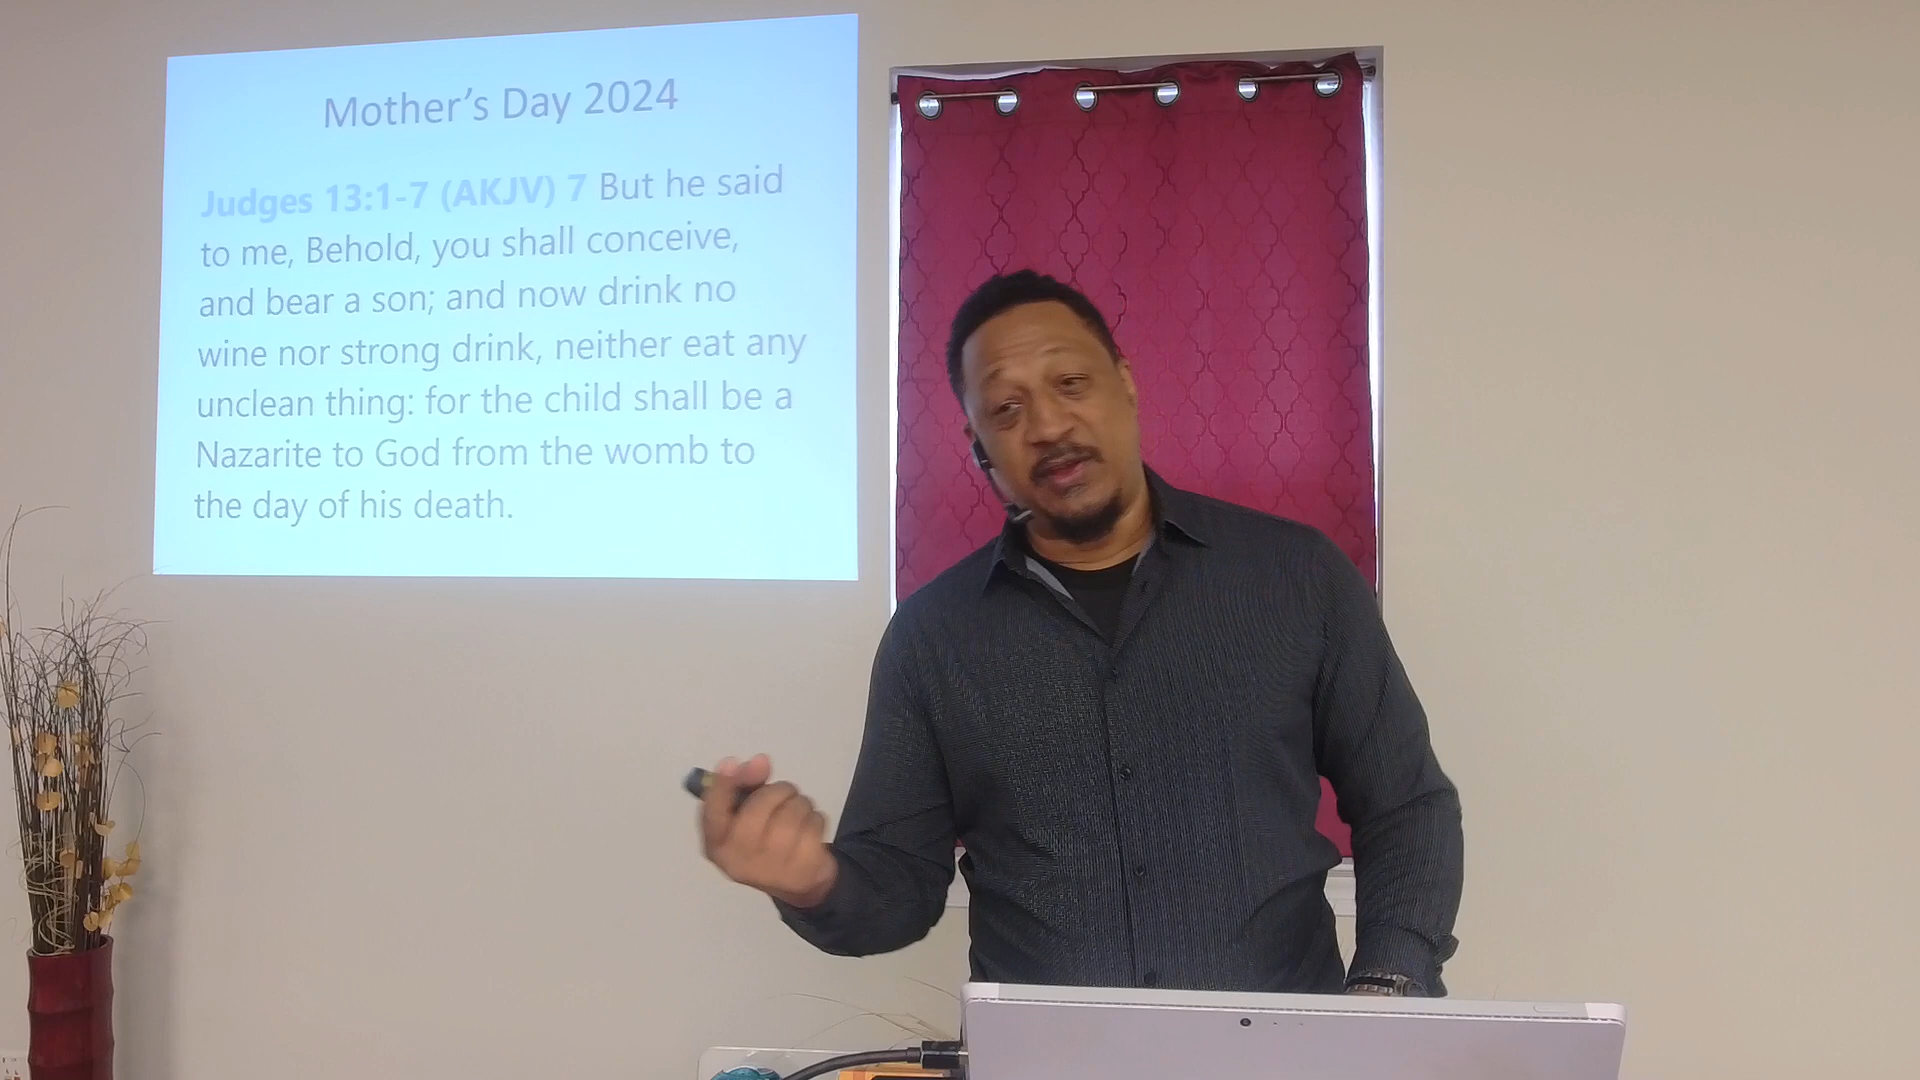 Mother's Day 2024
Judges 13:1-7 (AKJV) 7 But he said
to me, Behold, you shall conceive,
and bear a son; and now drink no
wine nor strong drink, neither eat any
unclean thing: for the child shall be a
Nazarite to God from the womb to
the day of his death.